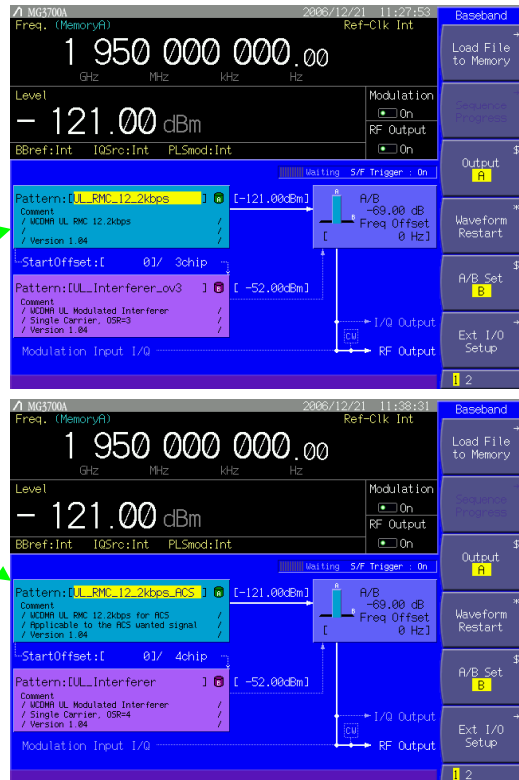 MG3700A 2006/12/21 11:27:53 Baseband
Freq. (MemoryA) Ref-Clk Int
1 950 000 000.00
GHz MHz kHz Hz
Load File to Memory
Level Modulation
Sequence Progress
- 121.00 dBm On
RF Output
BBref:Int IQSrc:Int PLSmod:Int On
Output A
Waiting S/F Trigger : On
Pattern:[UL_RMC_12_2kbps ] A [-121.00dBm] A A/B
Comment -69.00 dB
/ WCDMA UL RMC 12.2kbps / Freq Offset
/ / [ 0 Hz]
/ Version 1.04 /
Waveform Restart
StartOffset:[ 0]/ 3chip
Pattern:[UL_Interferer_ov3 ] B [ -52.00dBm]
Comment
/ WCDMA UL Modulated Interferer /
/ Single Carrier, OSR=3 /
/ Version 1.04 /
A/B Set B
I/Q Output
CW
Modulation Input I/Q RF Output
Ext I/O Setup
1 2
MG3700A 2006/12/21 11:38:31 Baseband
Freq. (MemoryA) Ref-Clk Int
1 950 000 000.00
GHz MHz kHz Hz
Load File to Memory
Level Modulation
Sequence Progress
- 121.00 dBm On
RF Output
BBref:Int IQSrc:Int PLSmod:Int On
Output A
Waiting S/F Trigger : On
Pattern:[UL_RMC_12_2kbps_ACS ] A [-121.00dBm] A A/B
Comment -69.00 dB
/ WCDMA UL RMC 12.2kbps for ACS / Freq Offset
/ Applicable to the ACS wanted signal / [ 0 Hz]
/ Version 1.04 /
Waveform Restart
StartOffset:[ 0]/ 4chip
Pattern:[UL_Interferer ] B [ -52.00dBm]
Comment
/ WCDMA UL Modulated Interferer /
/ Single Carrier, OSR=4 /
/ Version 1.04 /
A/B Set B
I/Q Output
CW
Modulation Input I/Q RF Output
Ext I/O Setup
1 2